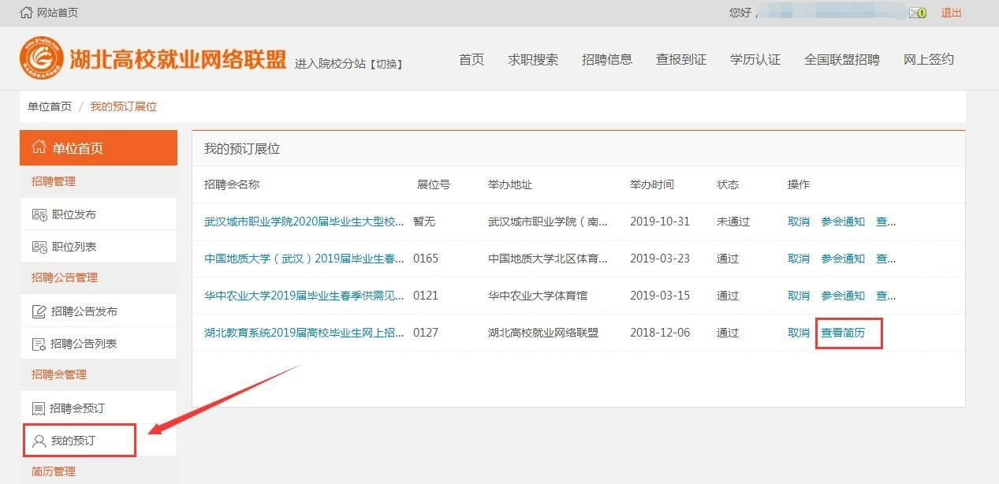 网站首页
您好，
退出
湖北高校就业网络联盟
进入院校分站【切换】
首页 求职搜索 招聘信息 查报到证 学历认证 全国联盟招聘 网上签约
单位首页 / 我的预订展位
单位首页
招聘管理
职位发布
职位列表
招聘公告管理
招聘公告发布
招聘公告列表
招聘会管理
招聘会预订
我的预订
简历管理
我的预订展位
招聘会名称 展位号 举办地址 举办时间 状态 操作
武汉城市职业学院2020届毕业生大型校... 暂无 武汉城市职业学院（南... 2019-10-31 未通过 取消 参会通知 查...
中国地质大学（武汉）2019届毕业生春... 0165 中国地质大学北区体育... 2019-03-23 通过 取消 参会通知 查...
华中农业大学2019届毕业生春季供需见... 0121 华中农业大学体育馆 2019-03-15 通过 取消 参会通知 查...
湖北教育系统2019届高校毕业生网上招... 0127 湖北高校就业网络联盟 2018-12-06 通过 取消 查看简历